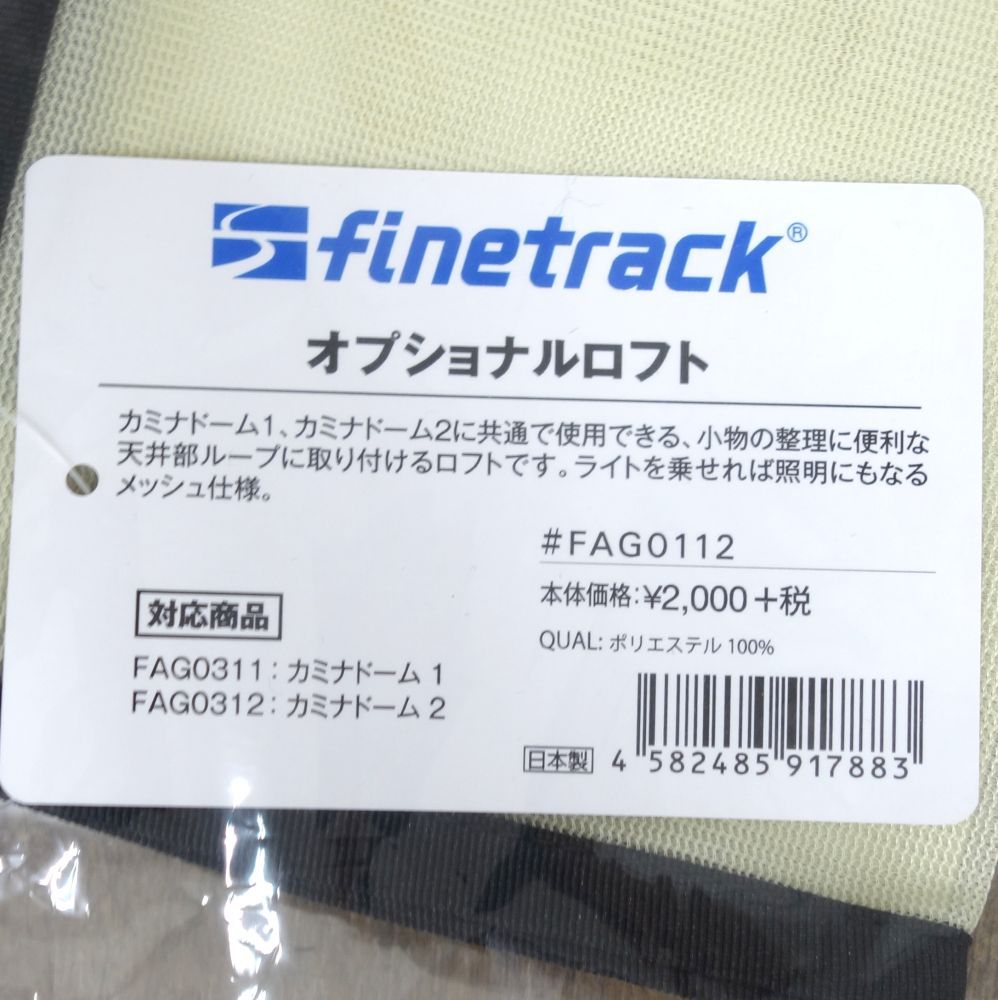 finetrack®
オプショナルロフト
カミナドーム1、カミナドーム2に共通で使用できる、小物の整理に便利な
天井部ループに取り付けるロフトです。ライトを乗せれば照明にもなる
メッシュ仕様。
#FAG0112
本体価格:¥2,000+税
QUAL: ポリエステル 100%
対応商品
FAG0311：カミナドーム 1
FAG0312：カミナドーム 2
日本製 4 582485 917883